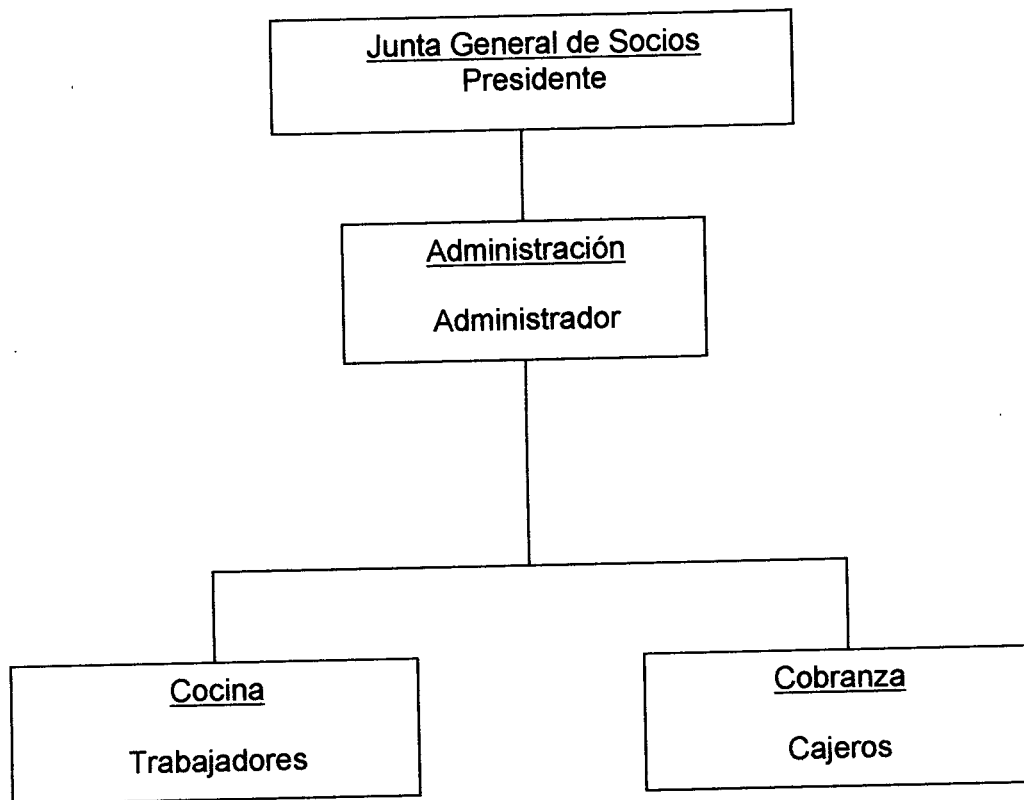 Junta General de Socios
Presidente
Administración
Administrador
Cocina
Trabajadores
Cobranza
Cajeros